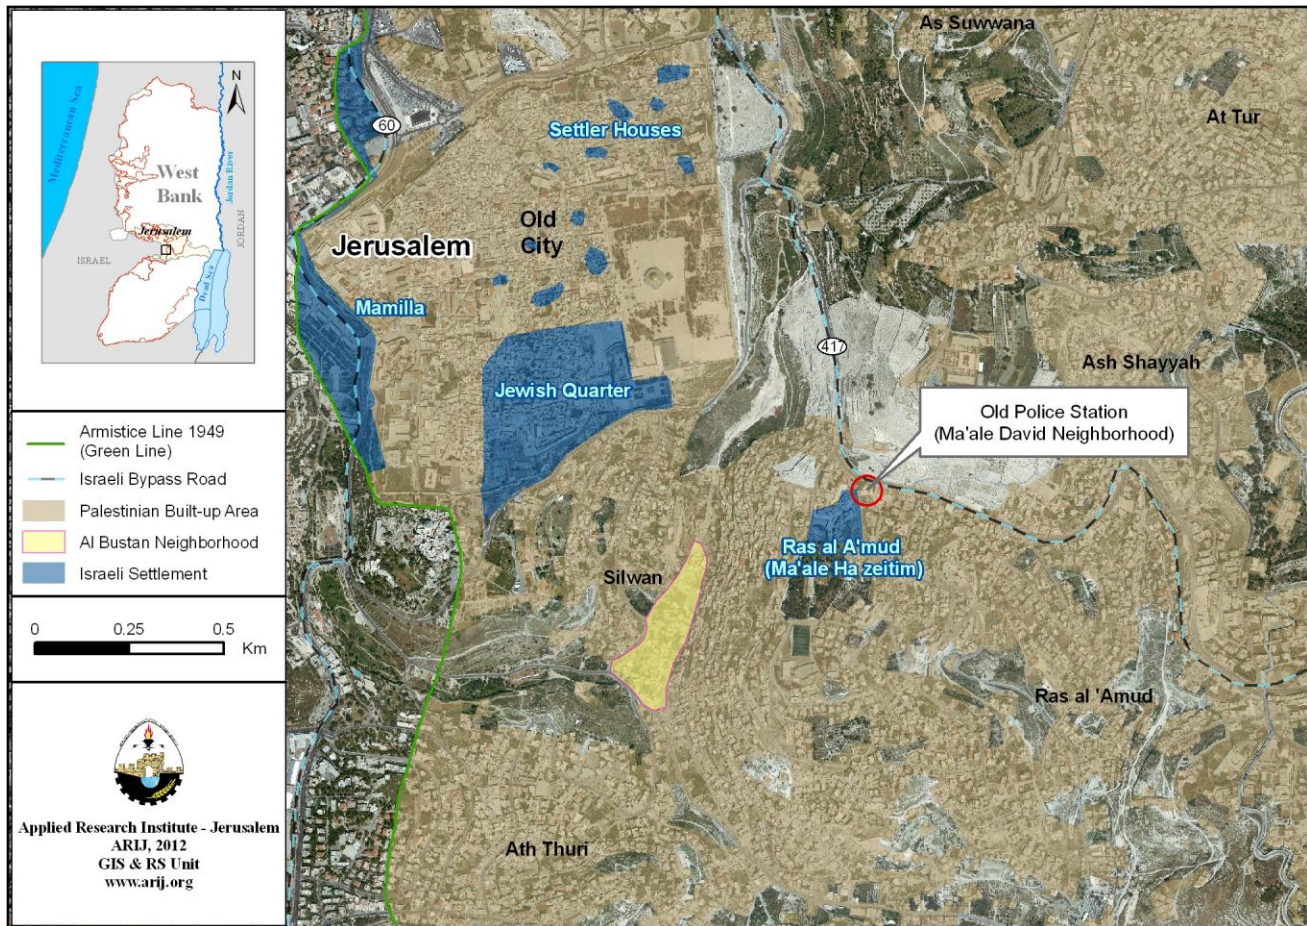 N
Mediterranean Sea
West
Bank
Jordan River
Jerusalem
ISRAEL
JORDAN
Dead Sea
Armistice Line 1949
(Green Line)
Israeli Bypass Road
Palestinian Built-up Area
Al Bustan Neighborhood
Israeli Settlement
0 0.25 0.5
Km
Applied Research Institute - Jerusalem
ARIJ, 2012
GIS & RS Unit
www.arij.org
As Suwwana
60
Settler Houses
At Tur
Old
City
Jerusalem
Mamilla
417
Ash Shayyah
Jewish Quarter
Old Police Station
(Ma'ale David Neighborhood)
Ras al A'mud
(Ma'ale Ha zeitim)
Silwan
Ras al 'Amud
Ath Thuri